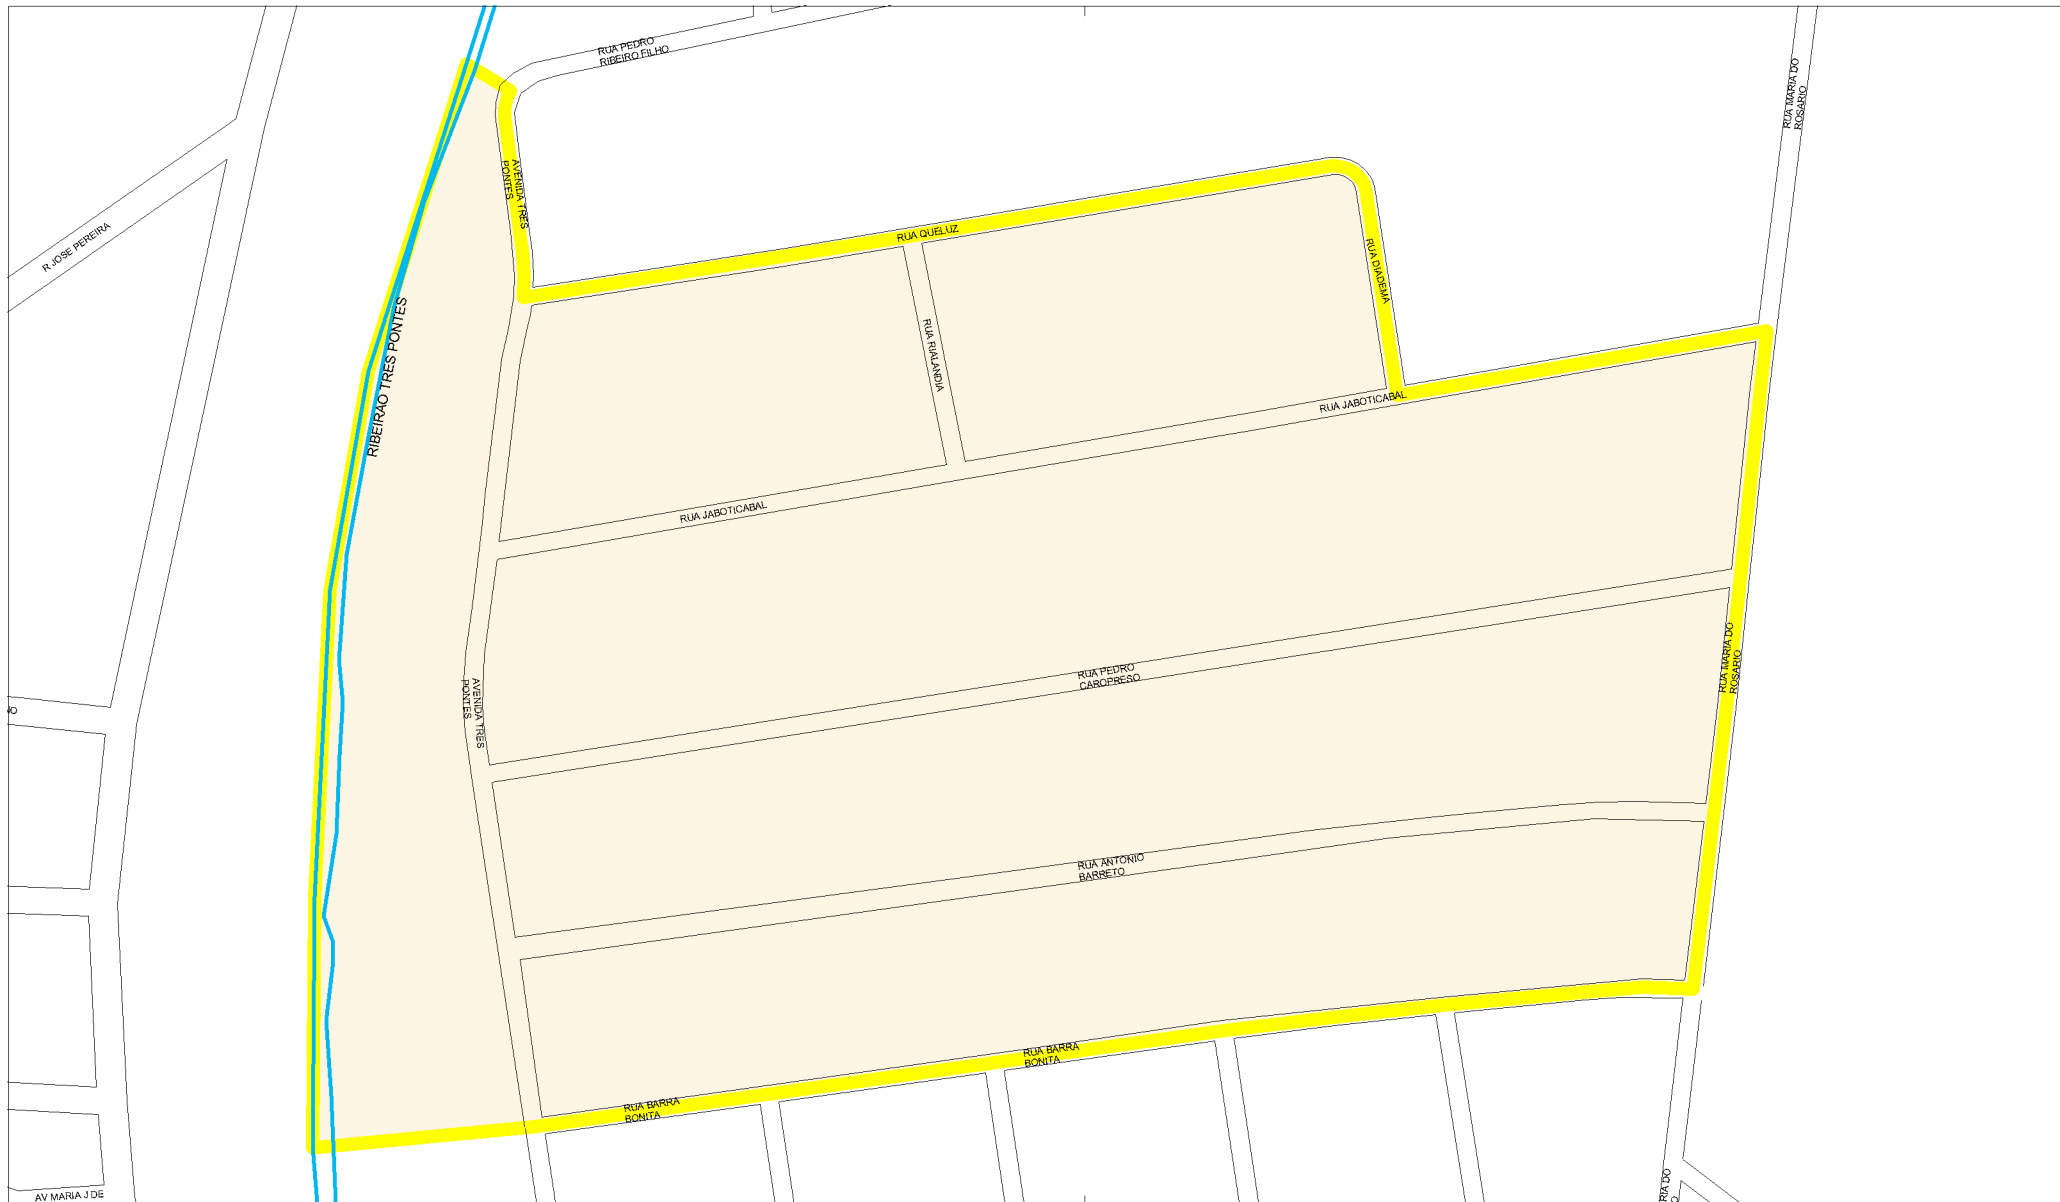 RUA PEDRO
RIBEIRO FILHO
RUA MARIA DO
ROSARIO
AVENIDA TRES
PONTES
R JOSE PEREIRA
RUA QUELUZ
RUA DIADEMA
RIBEIRAO TRES PONTES
RUA RIALANDIA
RUA JABOTICABAL
RUA JABOTICABAL
RUA PEDRO
CAROPRESO
RUA MARIA DO
ROSARIO
AVENIDA TRES
PONTES
RUA ANTONIO
BARRETO
RUA BARRA
BONITA
RUA BARRA
BONITA
AV MARIA J DE